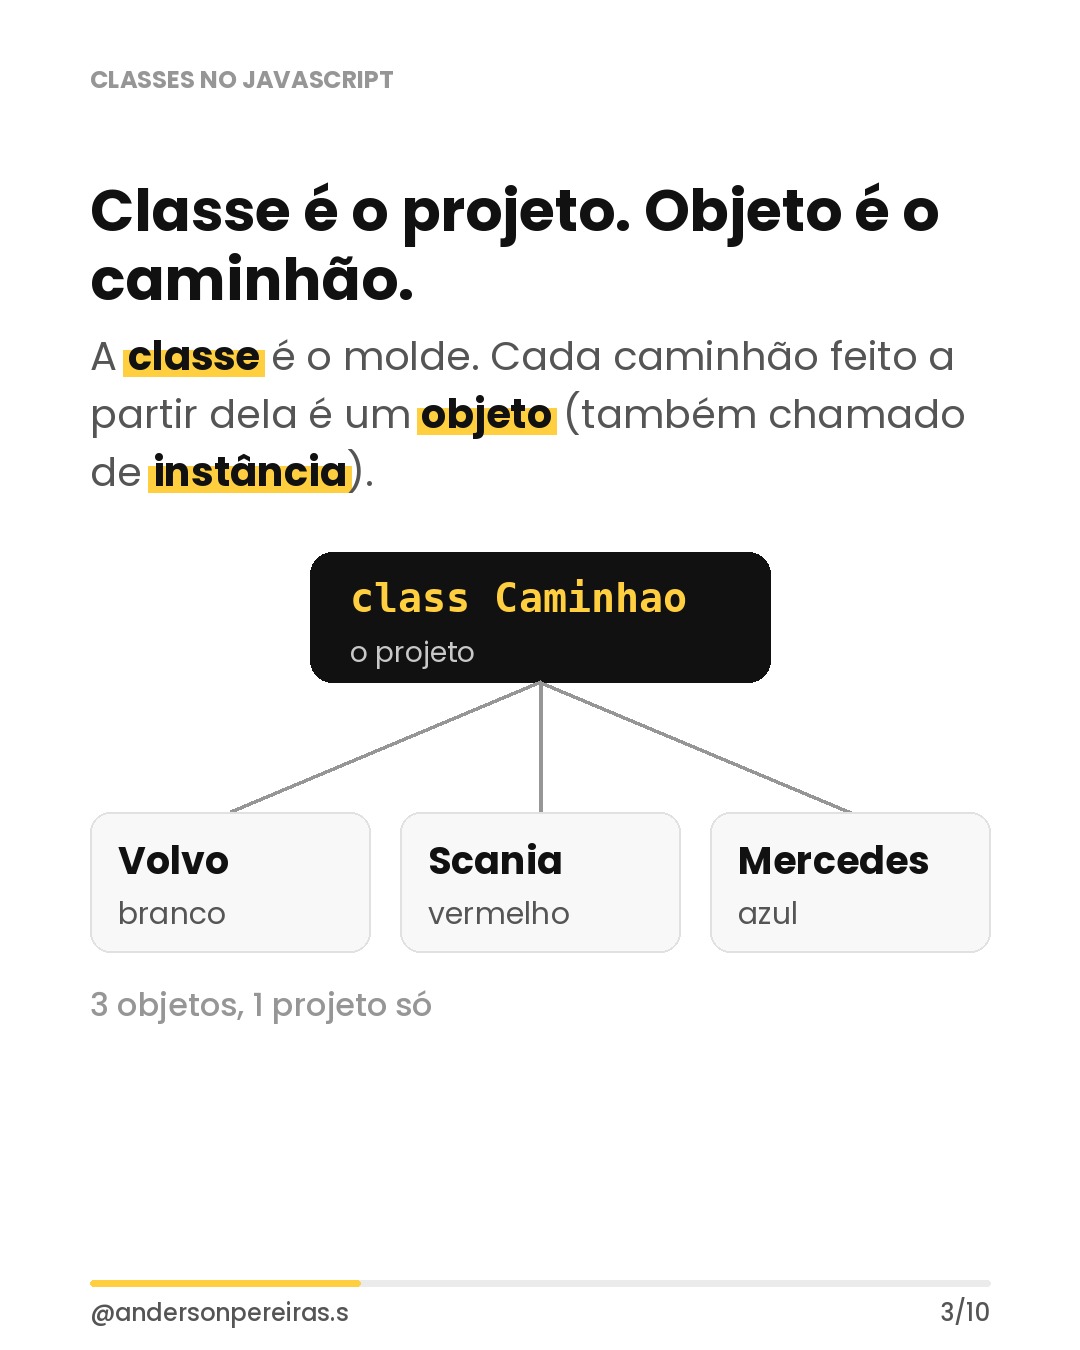 CLASSES NO JAVASCRIPT
Classe é o projeto. Objeto é o
caminhão.
A classe é o molde. Cada caminhão feito a
partir dela é um objeto (também chamado
de instância).
class Caminhao
o projeto
Volvo
branco
Scania
vermelho
Mercedes
azul
3 objetos, 1 projeto só
@andersonpereiras.s
3/10